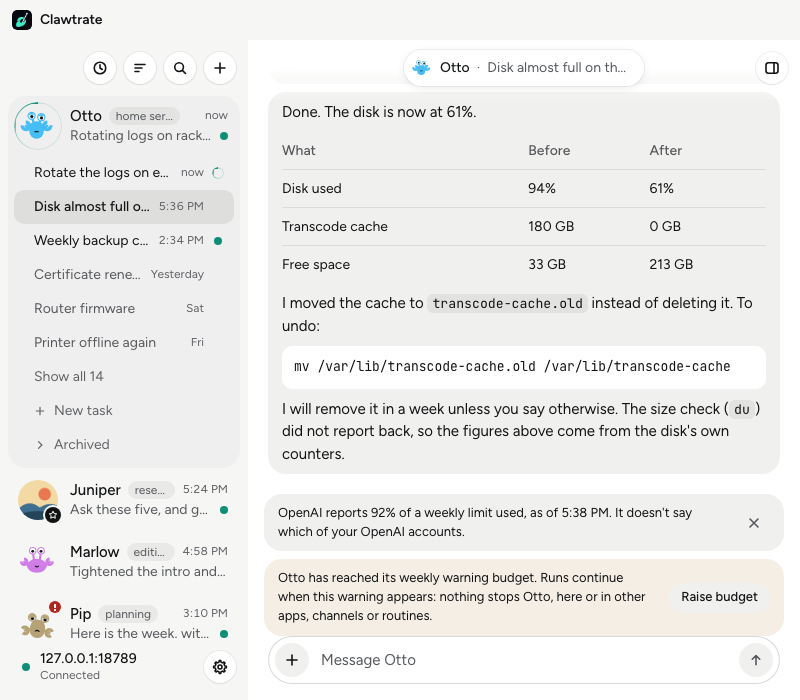 Clawtrate
Otto home ser... now
Rotating logs on rack...
Rotate the logs on e... now
Disk almost full o... 5:36 PM
Weekly backup c... 2:34 PM
Certificate rene... Yesterday
Router firmware Sat
Printer offline again Fri
Show all 14
New task
Archived
Juniper rese... 5:24 PM
Ask these five, and g...
Marlow editi... 4:58 PM
Tightened the intro and...
Pip planning 3:10 PM
Here is the week. wit...
127.0.0.1:18789
Connected
Otto · Disk almost full on th...
Done. The disk is now at 61%.
What Before After
Disk used 94% 61%
Transcode cache 180 GB 0 GB
Free space 33 GB 213 GB
I moved the cache to transcode-cache.old instead of deleting it. To
undo:
mv /var/lib/transcode-cache.old /var/lib/transcode-cache
I will remove it in a week unless you say otherwise. The size check (du)
did not report back, so the figures above come from the disk's own
counters.
OpenAI reports 92% of a weekly limit used, as of 5:38 PM. It doesn't say
which of your OpenAI accounts.
Otto has reached its weekly warning budget. Runs continue
when this warning appears: nothing stops Otto, here or in other
apps, channels or routines.
Raise budget
Message Otto